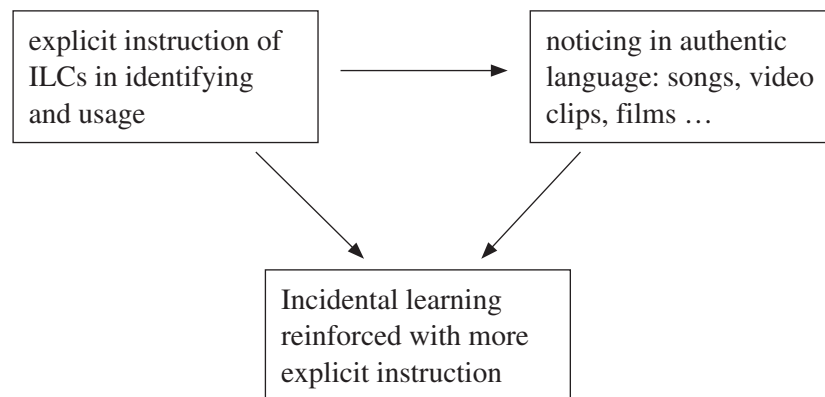 explicit instruction of
ILCs in identifying
and usage
noticing in authentic
language: songs, video
clips, films …
Incidental learning
reinforced with more
explicit instruction